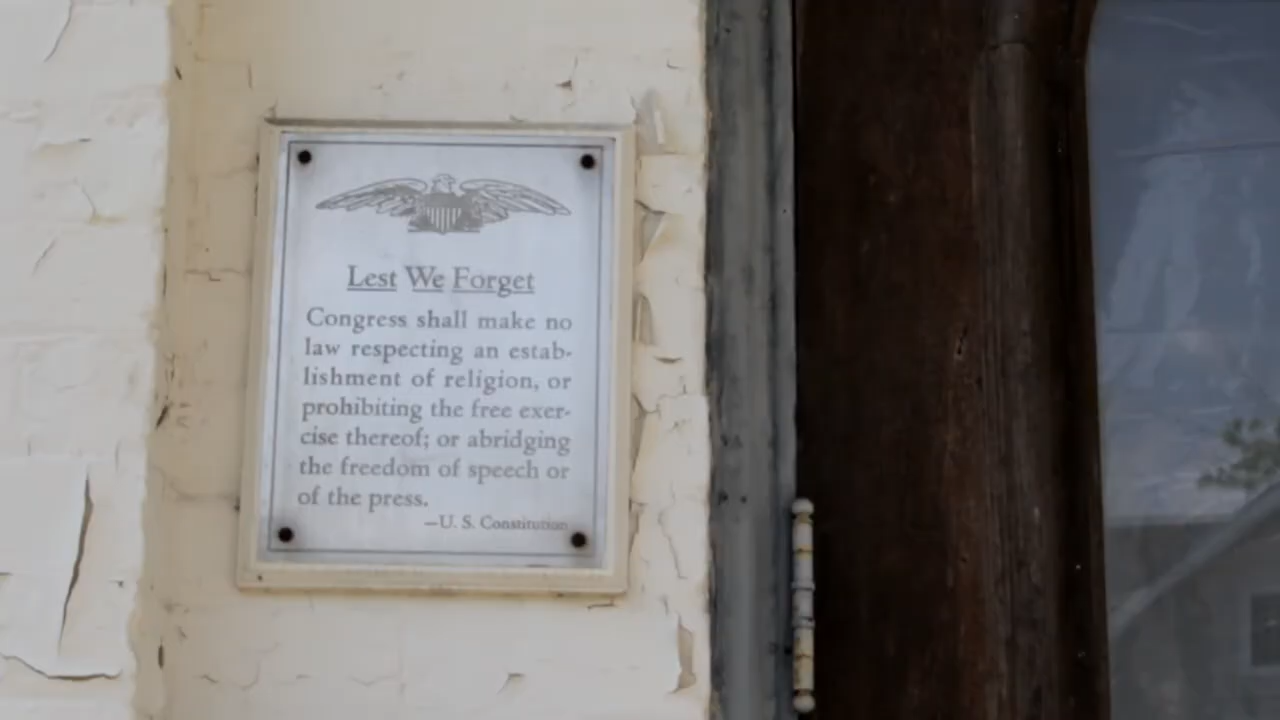 Lest We Forget
Congress shall make no
law respecting an estab-
lishment of religion, or
prohibiting the free exer-
cise thereof; or abridging
the freedom of speech or
of the press.
—U. S. Constitution